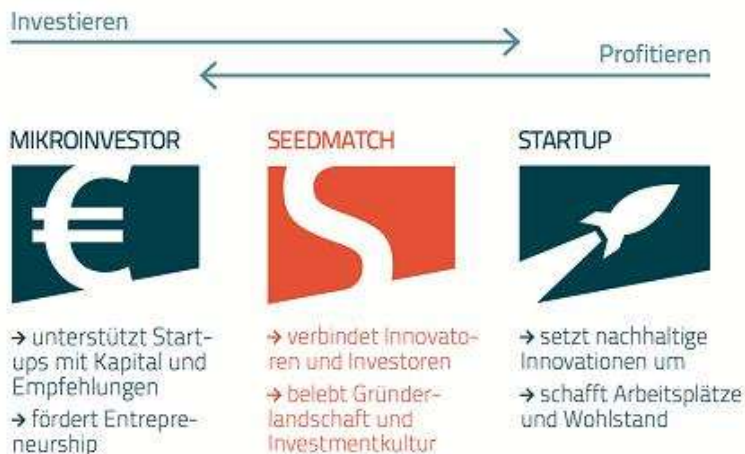 Investieren
Profitieren
MIKROINVESTOR
→ unterstützt Start-
ups mit Kapital und
Empfehlungen
→ fördert Entrepre-
neurship
SEEDMATCH
→ verbindet Innovato-
ren und Investoren
→ belebt Gründer-
landschaft und
Investmentkultur
STARTUP
→ setzt nachhaltige
Innovationen um
→ schafft Arbeitsplätze
und Wohlstand